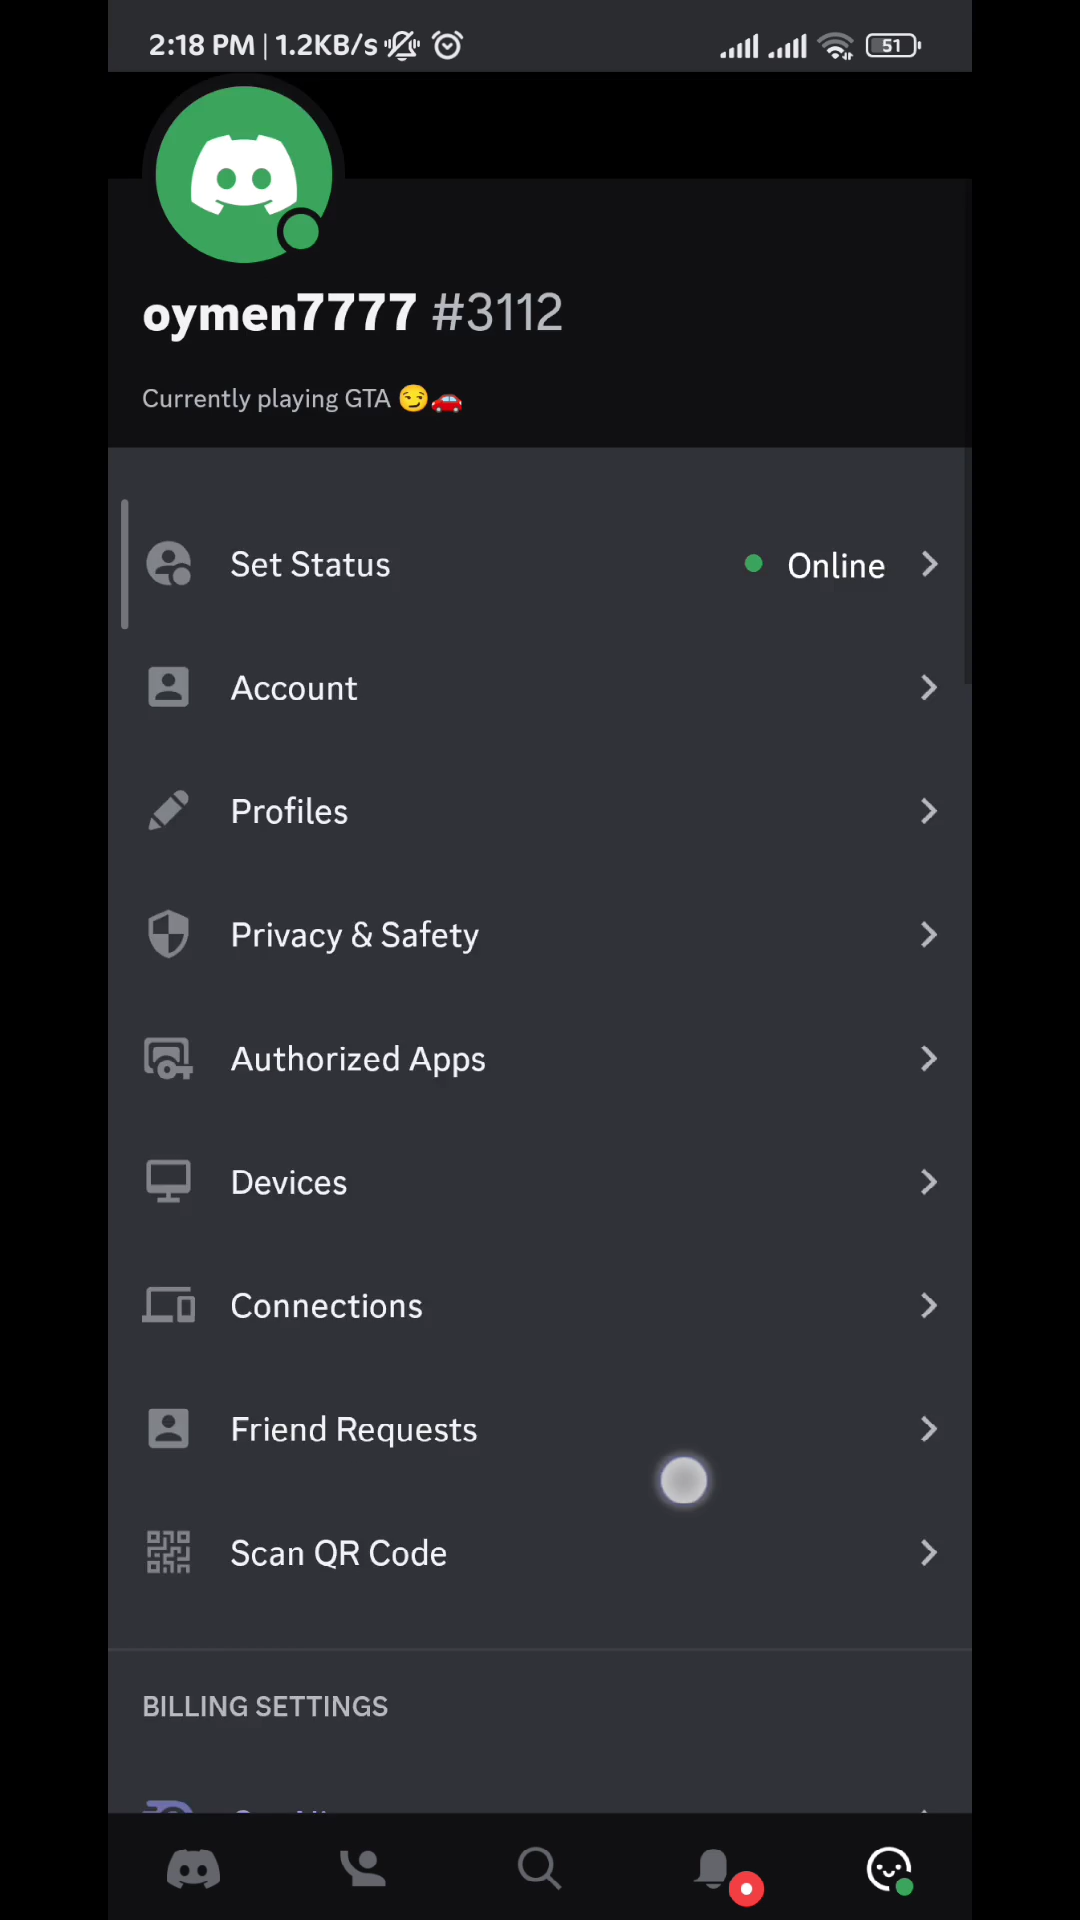 2:18 PM | 1.2KB/s
51
oymen7777 #3112
Currently playing GTA 😏🚗
Set Status
Online
Account
Profiles
Privacy & Safety
Authorized Apps
Devices
Connections
Friend Requests
Scan QR Code
BILLING SETTINGS